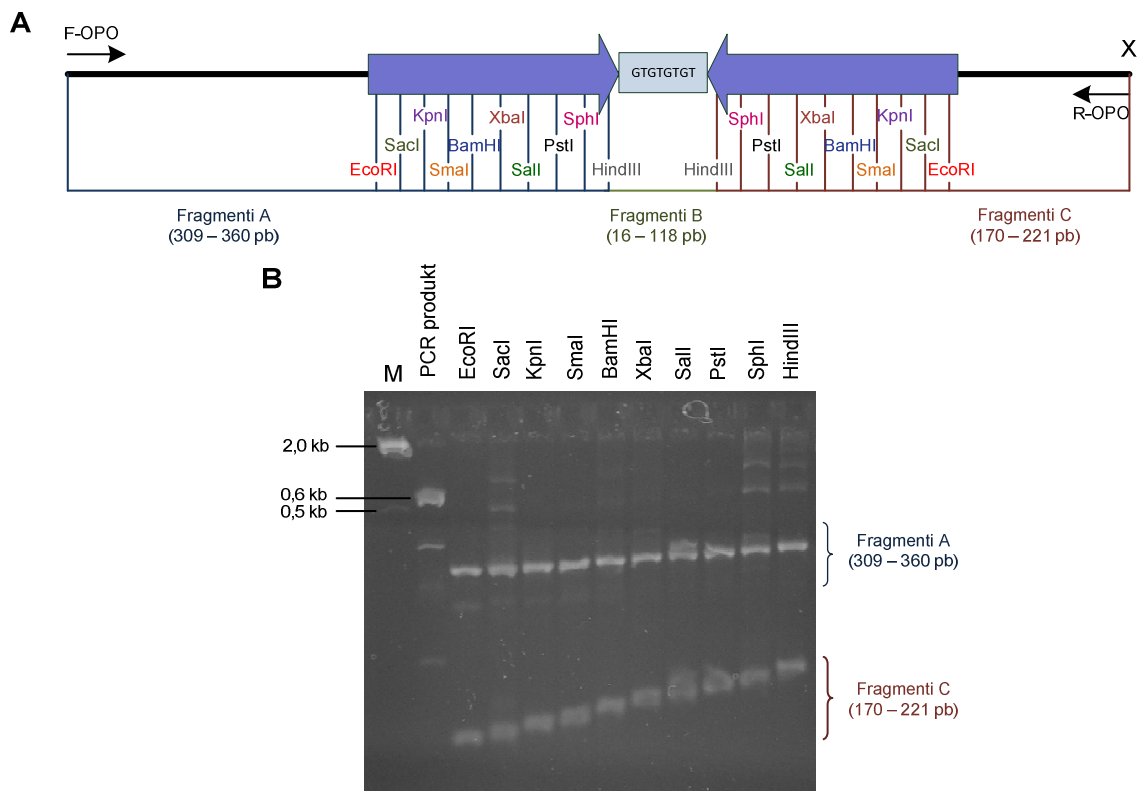 A
F-OPO
X
GTGTGTGT
R-OPO
KpnI XbaI SphI SphI XbaI KpnI
SacI BamHI PstI PstI BamHI SacI
EcoRI SmaI SalI HindIII HindIII SalI SmaI EcoRI
Fragmenti A
(309 – 360 pb)
Fragmenti B
(16 – 118 pb)
Fragmenti C
(170 – 221 pb)
B
M
PCR produkt
EcoRI
SacI
KpnI
SmaI
BamHI
XbaI
SalI
PstI
SphI
HindIII
2,0 kb
0,6 kb
0,5 kb
Fragmenti A
(309 – 360 pb)
Fragmenti C
(170 – 221 pb)